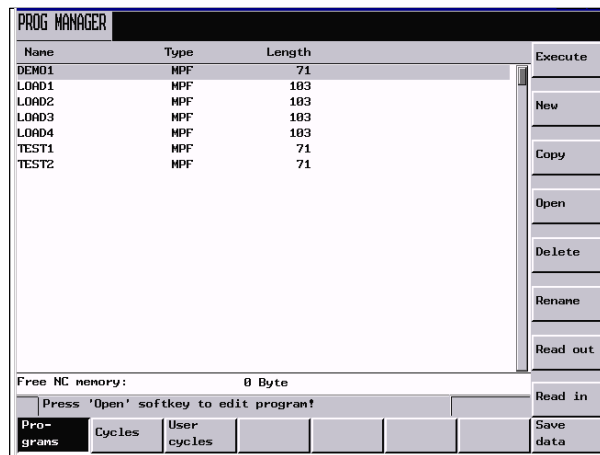 PROG MANAGER
Name Type Length
DEMO1 MPF 71
LOAD1 MPF 103
LOAD2 MPF 103
LOAD3 MPF 103
LOAD4 MPF 103
TEST1 MPF 71
TEST2 MPF 71
Free NC memory: 0 Byte
Press 'Open' softkey to edit program!
Execute
New
Copy
Open
Delete
Rename
Read out
Read in
Pro-
grams
Cycles
User
cycles
Save
data